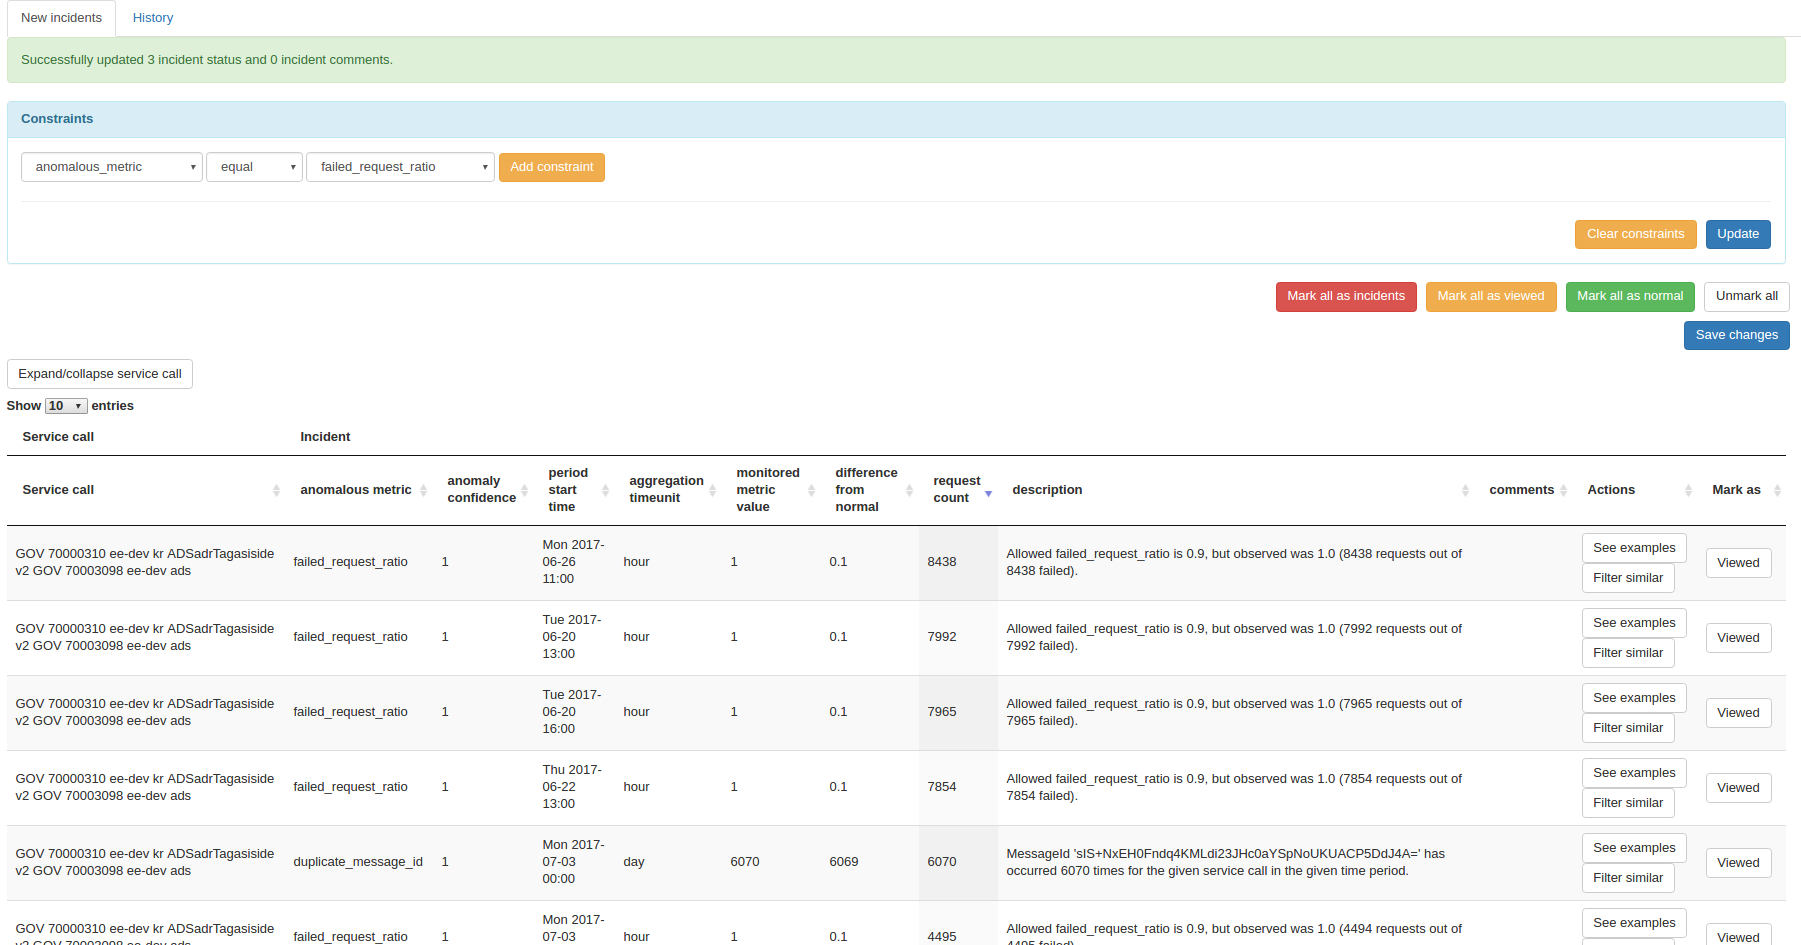 New incidents
History
Successfully updated 3 incident status and 0 incident comments.
Constraints
anomalous_metric
equal
failed_request_ratio
Add constraint
Clear constraints
Update
Mark all as incidents
Mark all as viewed
Mark all as normal
Unmark all
Save changes
Expand/collapse service call
Show 10 entries
Service call
Incident
Service call
anomalous metric
anomaly
confidence
period
start
time
aggregation
timeunit
monitored
metric
value
difference
from
normal
request
count
description
comments
Actions
Mark as
GOV 70000310 ee-dev kr ADSadrTagasiside
v2 GOV 70003098 ee-dev ads
failed_request_ratio
1
Mon 2017-
06-26
11:00
hour
1
0.1
8438
Allowed failed_request_ratio is 0.9, but observed was 1.0 (8438 requests out of
8438 failed).
See examples
Filter similar
Viewed
GOV 70000310 ee-dev kr ADSadrTagasiside
v2 GOV 70003098 ee-dev ads
failed_request_ratio
1
Tue 2017-
06-20
13:00
hour
1
0.1
7992
Allowed failed_request_ratio is 0.9, but observed was 1.0 (7992 requests out of
7992 failed).
See examples
Filter similar
Viewed
GOV 70000310 ee-dev kr ADSadrTagasiside
v2 GOV 70003098 ee-dev ads
failed_request_ratio
1
Tue 2017-
06-20
16:00
hour
1
0.1
7965
Allowed failed_request_ratio is 0.9, but observed was 1.0 (7965 requests out of
7965 failed).
See examples
Filter similar
Viewed
GOV 70000310 ee-dev kr ADSadrTagasiside
v2 GOV 70003098 ee-dev ads
failed_request_ratio
1
Thu 2017-
06-22
13:00
hour
1
0.1
7854
Allowed failed_request_ratio is 0.9, but observed was 1.0 (7854 requests out of
7854 failed).
See examples
Filter similar
Viewed
GOV 70000310 ee-dev kr ADSadrTagasiside
v2 GOV 70003098 ee-dev ads
duplicate_message_id
1
Mon 2017-
07-03
00:00
day
6070
6069
6070
MessageId 'sIS+NxEH0Fndq4KMLdi23JHc0aYSpNoUKUACP5DdJ4A=' has
occurred 6070 times for the given service call in the given time period.
See examples
Filter similar
Viewed
GOV 70000310 ee-dev kr ADSadrTagasiside
v2 GOV 70003098 ee-dev ads
failed_request_ratio
1
Mon 2017-
07-03
hour
1
0.1
4495
Allowed failed_request_ratio is 0.9, but observed was 1.0 (4494 requests out of
4495 failed).
See examples
Viewed